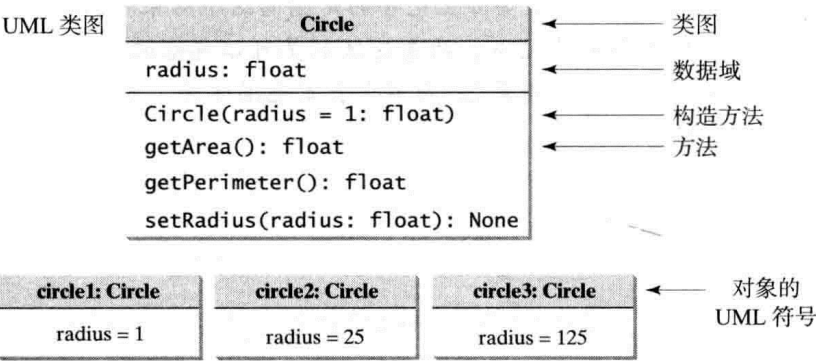 UML 类图
Circle
类图
radius: float
数据域
Circle(radius = 1: float)
构造方法
getArea(): float
方法
getPerimeter(): float
setRadius(radius: float): None
circle1: Circle
circle2: Circle
circle3: Circle
对象的
UML 符号
radius = 1
radius = 25
radius = 125